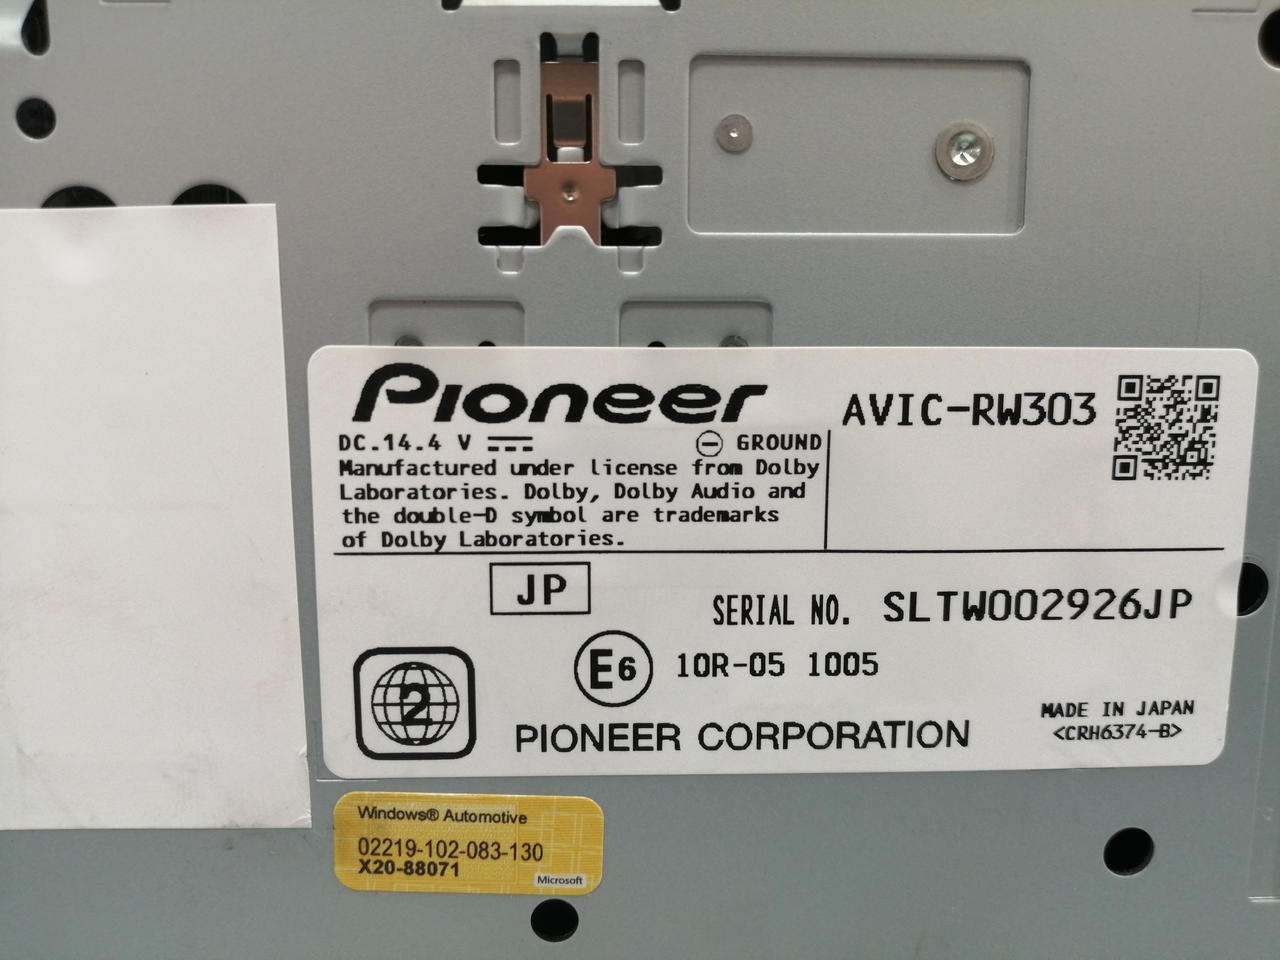 Pioneer
AVIC-RW303
DC.14.4 V
GROUND
Manufactured under license from Dolby
Laboratories. Dolby, Dolby Audio and
the double-D symbol are trademarks
of Dolby Laboratories.
JP
SERIAL NO. SLTW002926JP
2
E6 10R-05 1005
PIONEER CORPORATION
MADE IN JAPAN
<CRH6374-B>
Windows® Automotive
02219-102-083-130
X20-88071
Microsoft